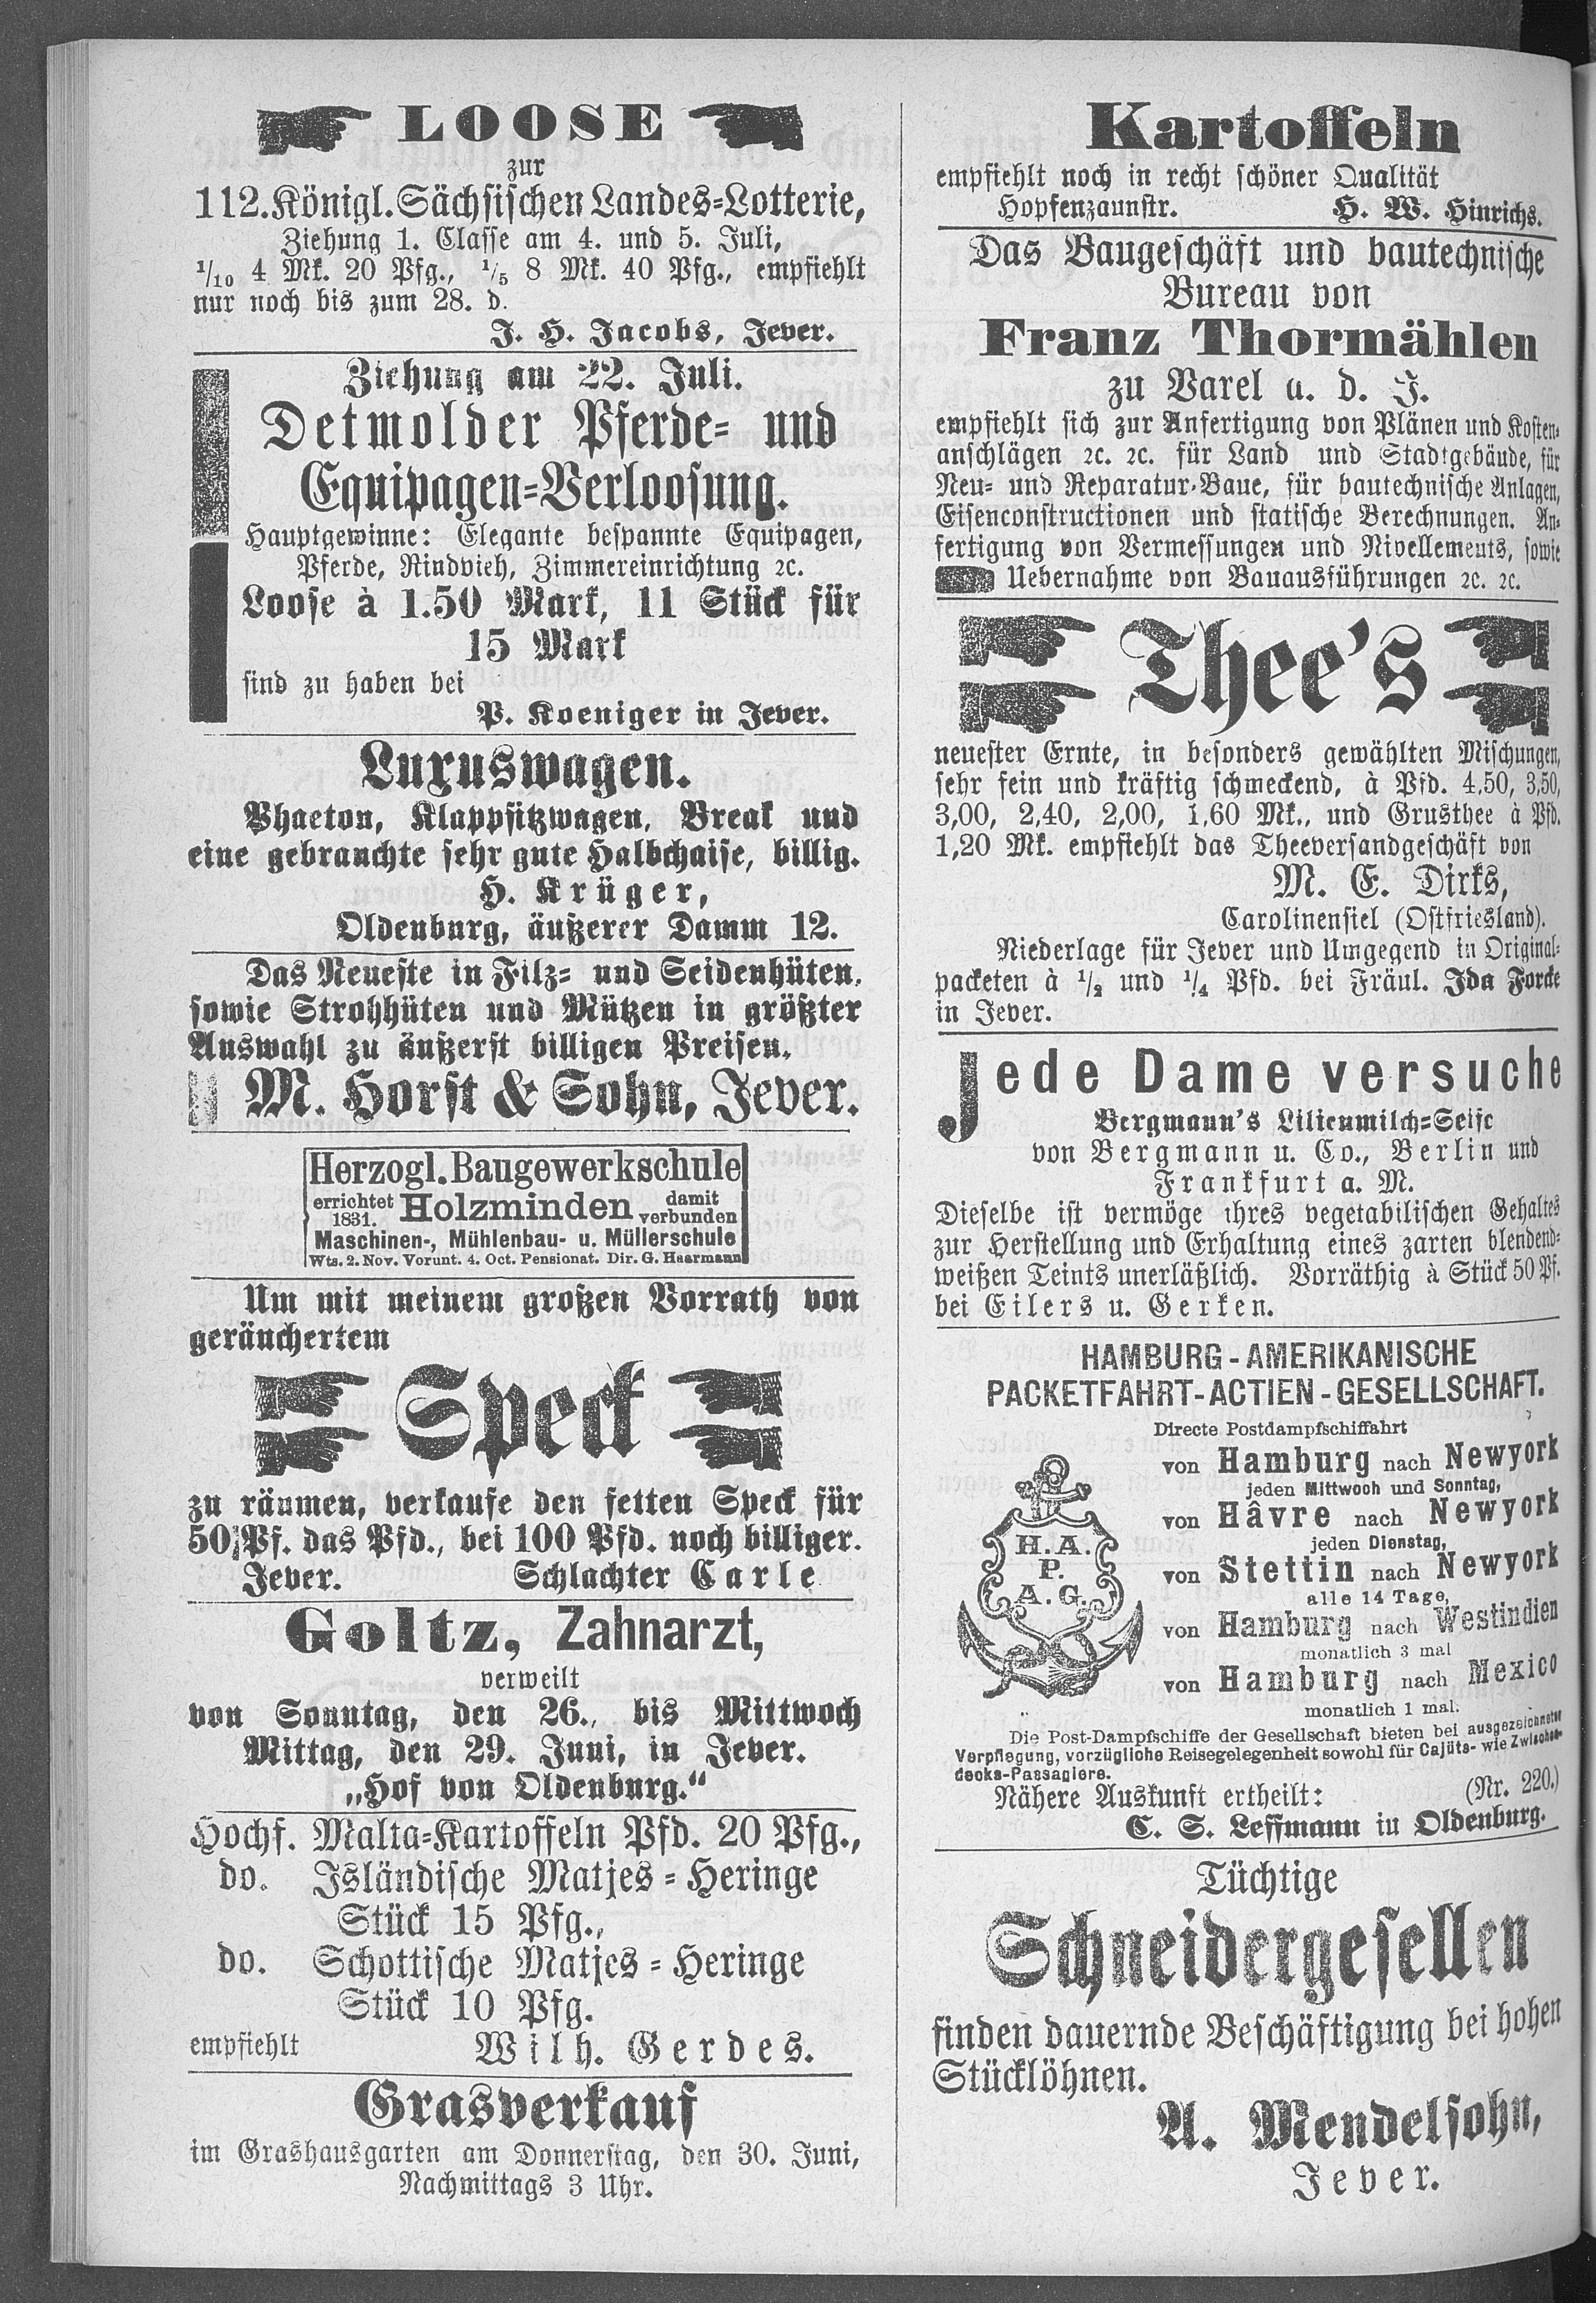 LOOSE
zur
112. Königl. Sächsischen Landes-Lotterie,
Ziehung 1. Classe am 4. und 5. Juli,
1/10 4 Mk. 20 Pfg., 1/5 8 Mk. 40 Pfg., empfiehlt
nur noch bis zum 28. d.
J. H. Jacobs, Jever.
Ziehung am 22. Juli.
Detmolder Pferde- und
Equipagen-Verloosung.
Hauptgewinne: Elegante bespannte Equipagen,
Pferde, Rindvieh, Zimmereinrichtung ꝛc.
Loose à 1.50 Mark, 11 Stück für
15 Mark
sind zu haben bei
P. Koeniger in Jever.
Luxuswagen.
Phaeton, Klappsitzwagen, Break und
eine gebrauchte sehr gute Halbchaise, billig.
H. Krüger,
Oldenburg, äußerer Damm 12.
Das Neueste in Filz- und Seidenhüten,
sowie Strohhüten und Mützen in größter
Auswahl zu äußerst billigen Preisen.
M. Horst & Sohn, Jever.
Herzogl. Baugewerkschule
errichtet 1831. Holzminden damit verbunden
Maschinen-, Mühlenbau- u. Müllerschule
Wts. 2. Nov. Vorunt. 4. Oct. Pensionat. Dir. G. Haarmann
Um mit meinem großen Vorrath von
geräuchertem
Speck
zu räumen, verkaufe den fetten Speck für
50 Pf. das Pfd., bei 100 Pfd. noch billiger.
Jever. Schlachter Carle
Goltz, Zahnarzt,
verweilt
von Sonntag, den 26., bis Mittwoch
Mittag, den 29. Juni, in Jever.
„Hof von Oldenburg.“
Hochf. Malta-Kartoffeln Pfd. 20 Pfg.,
do. Isländische Matjes-Heringe
Stück 15 Pfg.,
do. Schottische Matjes-Heringe
Stück 10 Pfg.
empfiehlt Wilh. Gerdes.
Grasverkauf
im Grashausgarten am Donnerstag, den 30. Juni,
Nachmittags 3 Uhr.
Kartoffeln
empfiehlt noch in recht schöner Qualität
Hopfenzaunstr. H. W. Hinrichs.
Das Baugeschäft und bautechnische
Bureau von
Franz Thormählen
zu Varel a. d. J.
empfiehlt sich zur Anfertigung von Plänen und Kosten-
anschlägen ꝛc. ꝛc. für Land und Stadtgebäude, für
Neu- und Reparatur-Baue, für bautechnische Anlagen,
Eisenconstructionen und statische Berechnungen. An-
fertigung von Vermessungen und Nivellements, sowie
Uebernahme von Bauausführungen ꝛc. ꝛc.
Thee's
neuester Ernte, in besonders gewählten Mischungen,
sehr fein und kräftig schmeckend, à Pfd. 4,50, 3,50,
3,00, 2,40, 2,00, 1,60 Mk., und Grusthee à Pfd.
1,20 Mk. empfiehlt das Theeversandgeschäft von
M. E. Dirks,
Carolinensiel (Ostfriesland).
Niederlage für Jever und Umgegend in Original-
packeten à 1/2 und 1/4 Pfd. bei Fräul. Ida Forcke
in Jever.
Jede Dame versuche
Bergmann's Lilienmilch-Seife
von Bergmann u. Co., Berlin und
Frankfurt a. M.
Dieselbe ist vermöge ihres vegetabilischen Gehaltes
zur Herstellung und Erhaltung eines zarten blendend-
weißen Teints unerläßlich. Vorräthig à Stück 50 Pf.
bei Eilers u. Gerken.
HAMBURG-AMERIKANISCHE
PACKETFAHRT-ACTIEN-GESELLSCHAFT.
Directe Postdampfschiffahrt
von Hamburg nach Newyork
jeden Mittwoch und Sonntag,
von Hâvre nach Newyork
jeden Dienstag,
von Stettin nach Newyork
alle 14 Tage,
von Hamburg nach Westindien
monatlich 3 mal
von Hamburg nach Mexico
monatlich 1 mal.
H. A.
P.
A. G.
Die Post-Dampfschiffe der Gesellschaft bieten bei ausgezeichneter
Verpflegung, vorzügliche Reisegelegenheit sowohl für Cajüts- wie Zwischen-
decks-Passagiere.
Nähere Auskunft ertheilt: (Nr. 220.)
C. S. Leffmann in Oldenburg.
Tüchtige
Schneidergesellen
finden dauernde Beschäftigung bei hohen
Stücklöhnen.
A. Mendelsohn,
Jever.